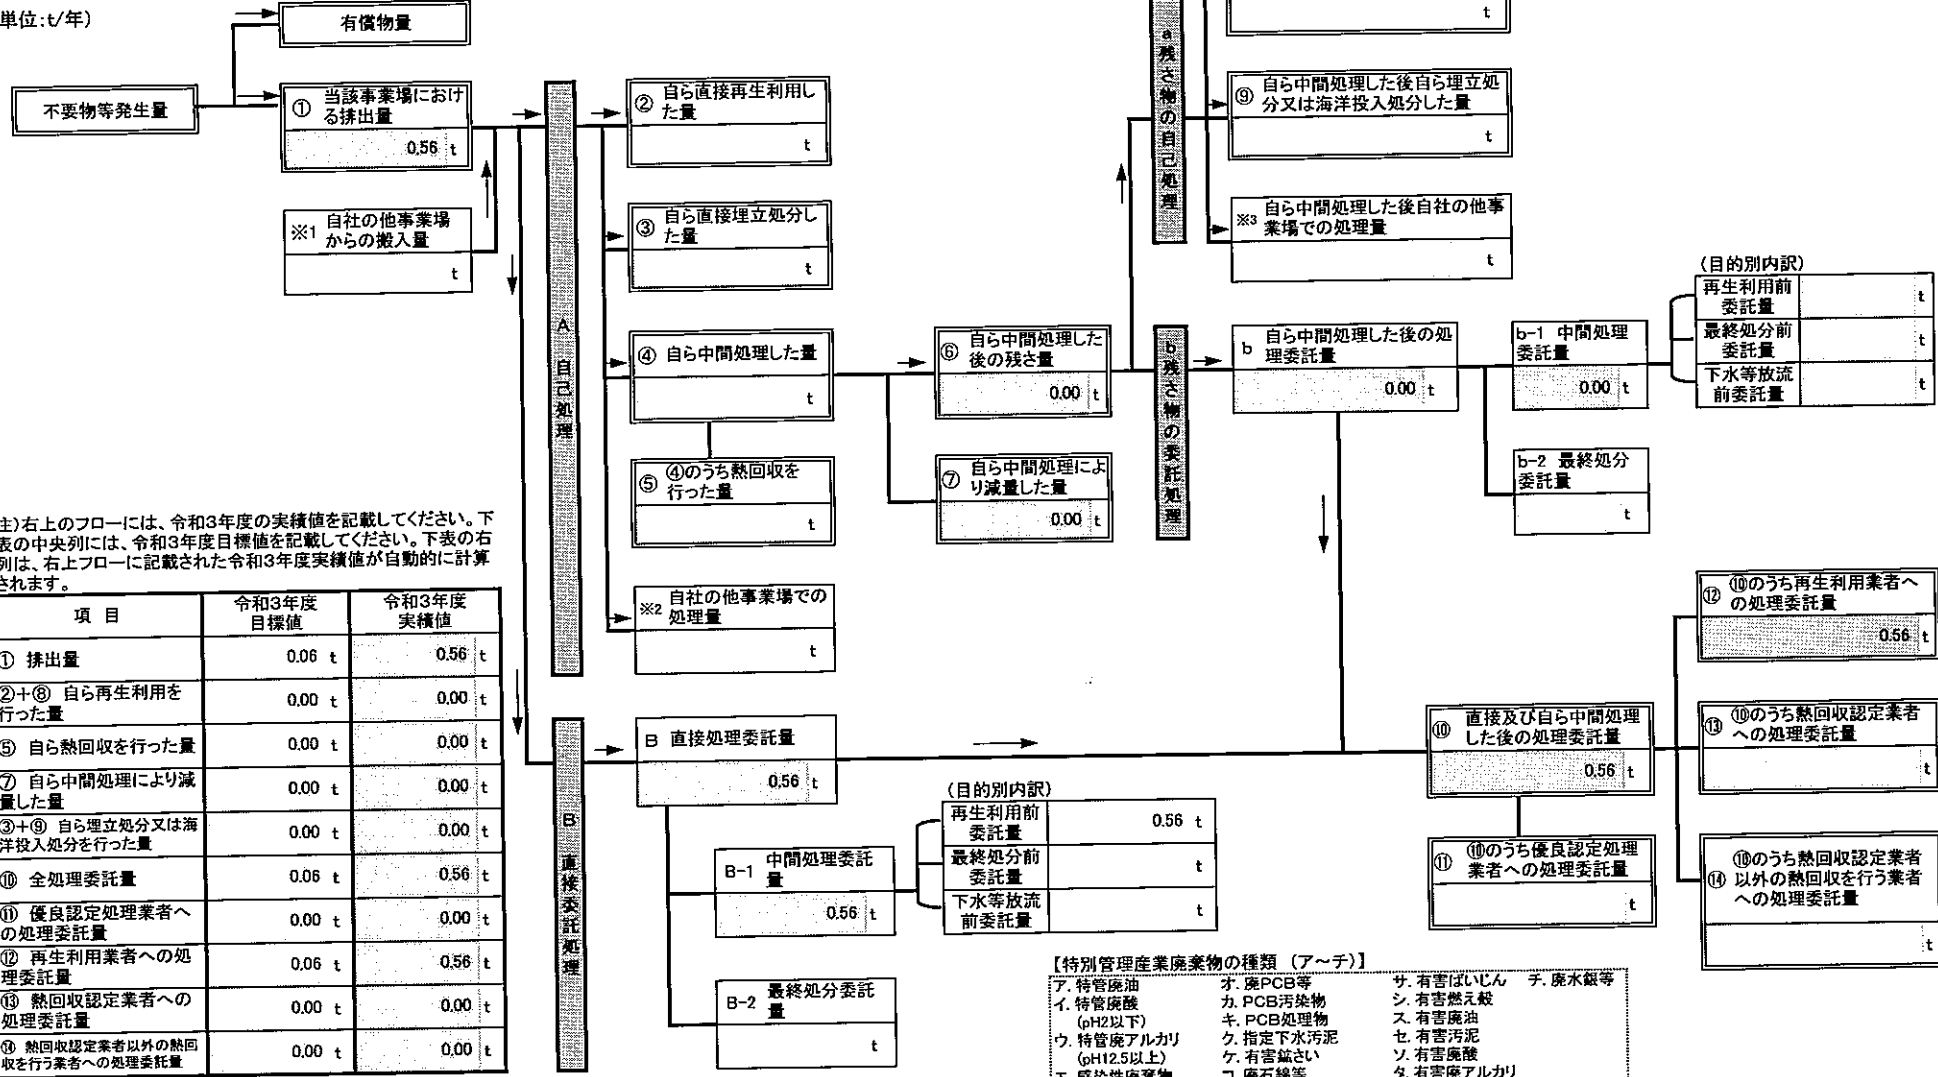 単位:t/年)
有償物量
不要物等発生量
① 当該事業場におけ
る排出量
0.56 t
※1 自社の他事業場
からの搬入量
t
A 自己処理
② 自ら直接再生利用し
た量
t
③ 自ら直接埋立処分し
た量
t
④ 自ら中間処理した量
t
⑤ ④のうち熱回収を
行った量
t
※2 自社の他事業場での
処理量
t
⑥ 自ら中間処理した
後の残さ量
0.00 t
⑦ 自ら中間処理によ
り減量した量
0.00 t
a 残さ物の自己処理
t
⑨ 自ら中間処理した後自ら埋立処
分又は海洋投入処分した量
t
※3 自ら中間処理した後自社の他事
業場での処理量
t
b 残さ物の委託処理
b 自ら中間処理した後の処
理委託量
0.00 t
b-1 中間処理
委託量
0.00 t
(目的別内訳)
再生利用前
委託量 t
最終処分前
委託量 t
下水等放流
前委託量 t
b-2 最終処分
委託量
t
注)右上のフローには、令和3年度の実績値を記載してください。下
表の中央列には、令和3年度目標値を記載してください。下表の右
列は、右上フローに記載された令和3年度実績値が自動的に計算
されます。
項 目 令和3年度 令和3年度
目標値 実績値
① 排出量 0.06 t 0.56 t
②+⑧ 自ら再生利用を
行った量 0.00 t 0.00 t
⑤ 自ら熱回収を行った量 0.00 t 0.00 t
⑦ 自ら中間処理により減
量した量 0.00 t 0.00 t
③+⑨ 自ら埋立処分又は海
洋投入処分を行った量 0.00 t 0.00 t
⑩ 全処理委託量 0.06 t 0.56 t
⑪ 優良認定処理業者へ
の処理委託量 0.00 t 0.00 t
⑫ 再生利用業者への処
理委託量 0.06 t 0.56 t
⑬ 熱回収認定業者への
処理委託量 0.00 t 0.00 t
⑭ 熱回収認定業者以外の熱回
収を行う業者への処理委託量 0.00 t 0.00 t
B 直接委託処理
B 直接処理委託量
0.56 t
B-1 中間処理委託
量
0.56 t
(目的別内訳)
再生利用前
委託量 0.56 t
最終処分前
委託量 t
下水等放流
前委託量 t
B-2 最終処分委託
量
t
⑩ 直接及び自ら中間処理
した後の処理委託量
0.56 t
⑪ ⑩のうち優良認定処理
業者への処理委託量
t
⑫ ⑩のうち再生利用業者へ
の処理委託量
0.56 t
⑬ ⑩のうち熱回収認定業者
への処理委託量
t
⑭ ⑩のうち熱回収認定業者
以外の熱回収を行う業者
への処理委託量
t
【特別管理産業廃棄物の種類 (ア~チ)】
ア. 特管廃油 オ. 廃PCB等 サ. 有害ばいじん チ. 廃水銀等
イ. 特管廃酸 カ. PCB汚染物 シ. 有害燃え殻
(pH2以下) キ. PCB処理物 ス. 有害廃油
ウ. 特管廃アルカリ ク. 指定下水汚泥 セ. 有害汚泥
(pH12.5以上) ケ. 有害鉱さい ソ. 有害廃酸
エ. 感染性廃棄物 コ. 廃石綿等 タ. 有害廃アルカリ